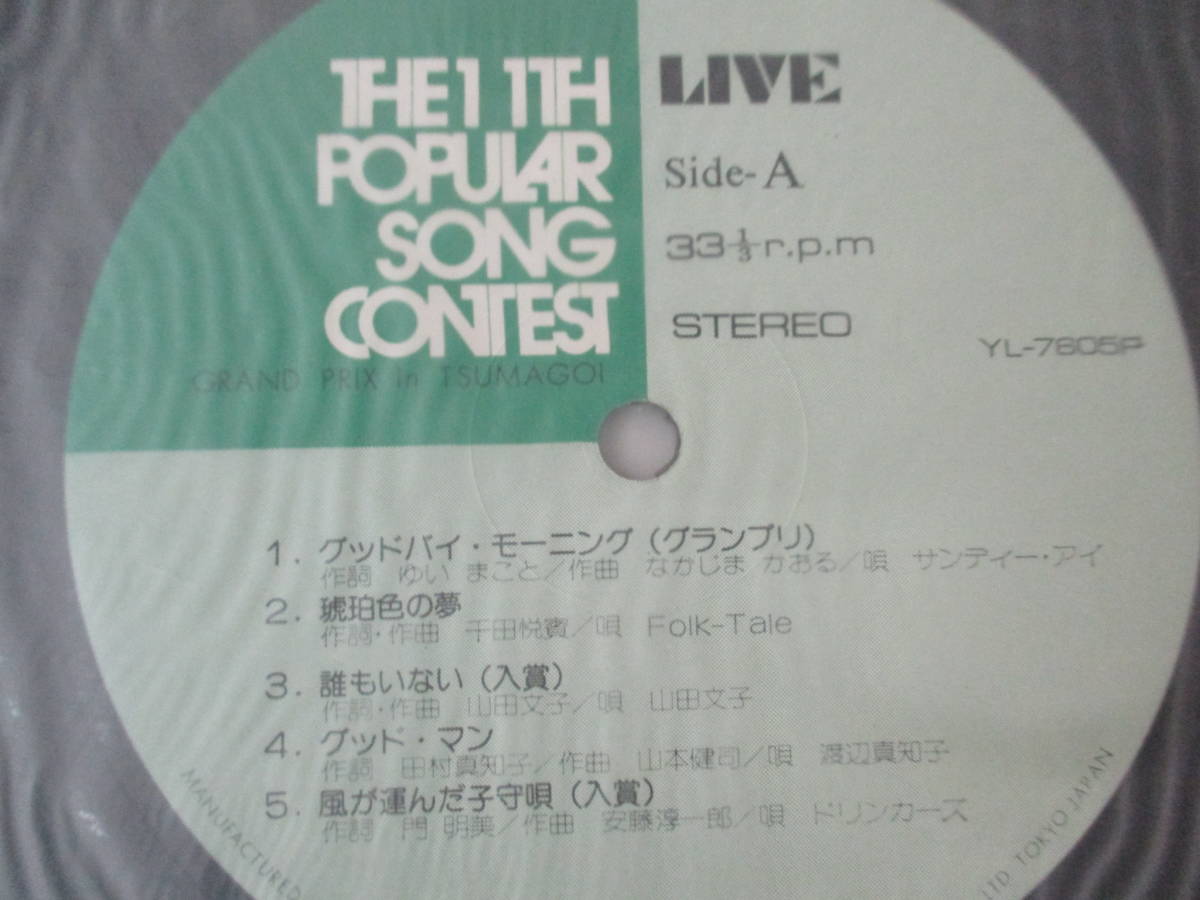 THE 11TH
POPULAR
SONG
CONTEST
GRAND PRIX in TSUMAGOI
LIVE
Side-A
33 1/3 r.p.m
STEREO
YL-7605P
1. グッドバイ・モーニング（グランプリ）
作詞 ゆい まこと／作曲 なかじま かおる／唄 サンディー・アイ
2. 琥珀色の夢
作詞・作曲 千田悦賓／唄 Folk-Tale
3. 誰もいない（入賞）
作詞・作曲 山田文子／唄 山田文子
4. グッド・マン
作詞 田村真知子／作曲 山本健司／唄 渡辺真知子
5. 風が運んだ子守唄（入賞）
作詞 門 明美／作曲 安藤淳一郎／唄 ドリンカーズ
MANUFACTURED
LTD TOKYO JAPAN